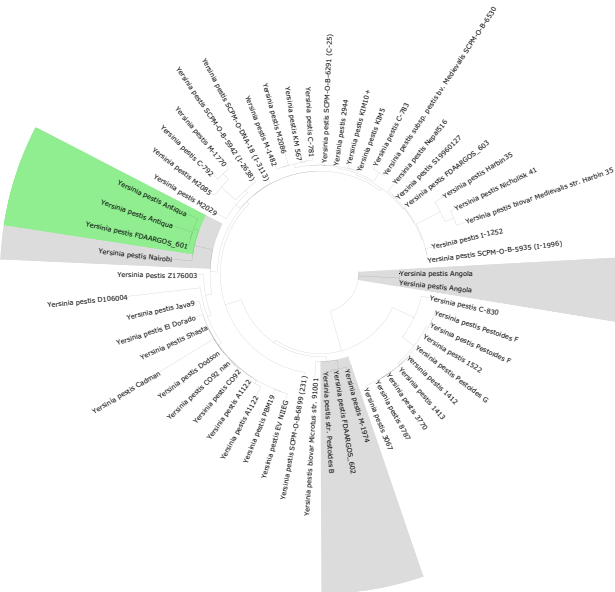 Yersinia pestis SCPM-O-B-6291 (C-25)
Yersinia pestis 2944
Yersinia pestis KIM10+
Yersinia pestis KIM5
Yersinia pestis C-783
Yersinia pestis subsp. pestis bv. Medievalis SCPM-O-B-6530
Yersinia pestis Nepal516
Yersinia pestis S19960127
Yersinia pestis FDAARGOS_603
Yersinia pestis Harbin35
Yersinia pestis Nicholisk 41
Yersinia pestis biovar Medievalis str. Harbin 35
Yersinia pestis I-1252
Yersinia pestis SCPM-O-B-5935 (I-1996)
Yersinia pestis Angola
Yersinia pestis Angola
Yersinia pestis C-830
Yersinia pestis Pestoides F
Yersinia pestis Pestoides F
Yersinia pestis 1522
Yersinia pestis Pestoides G
Yersinia pestis 1412
Yersinia pestis 1413
Yersinia pestis 3770
Yersinia pestis 8787
Yersinia pestis 3067
Yersinia pestis M-1974
Yersinia pestis FDAARGOS_602
Yersinia pestis str. Pestoides B
Yersinia pestis biovar Microtus str. 91001
Yersinia pestis SCPM-O-B-6899 (231)
Yersinia pestis EV NIIEG
Yersinia pestis PBM19
Yersinia pestis A1122
Yersinia pestis A1122
Yersinia pestis CO92
Yersinia pestis CO92 nan
Yersinia pestis Dodson
Yersinia pestis Cadman
Yersinia pestis Shasta
Yersinia pestis El Dorado
Yersinia pestis Java9
Yersinia pestis D106004
Yersinia pestis Z176003
Yersinia pestis Nairobi
Yersinia pestis FDAARGOS_601
Yersinia pestis Antiqua
Yersinia pestis Antiqua
Yersinia pestis M2029
Yersinia pestis M2085
Yersinia pestis C-792
Yersinia pestis M-1770
Yersinia pestis SCPM-O-B-5942 (I-2638)
Yersinia pestis SCPM-O-DNA-18 (I-3113)
Yersinia pestis M-1482
Yersinia pestis M2086
Yersinia pestis KM 567
Yersinia pestis C-781